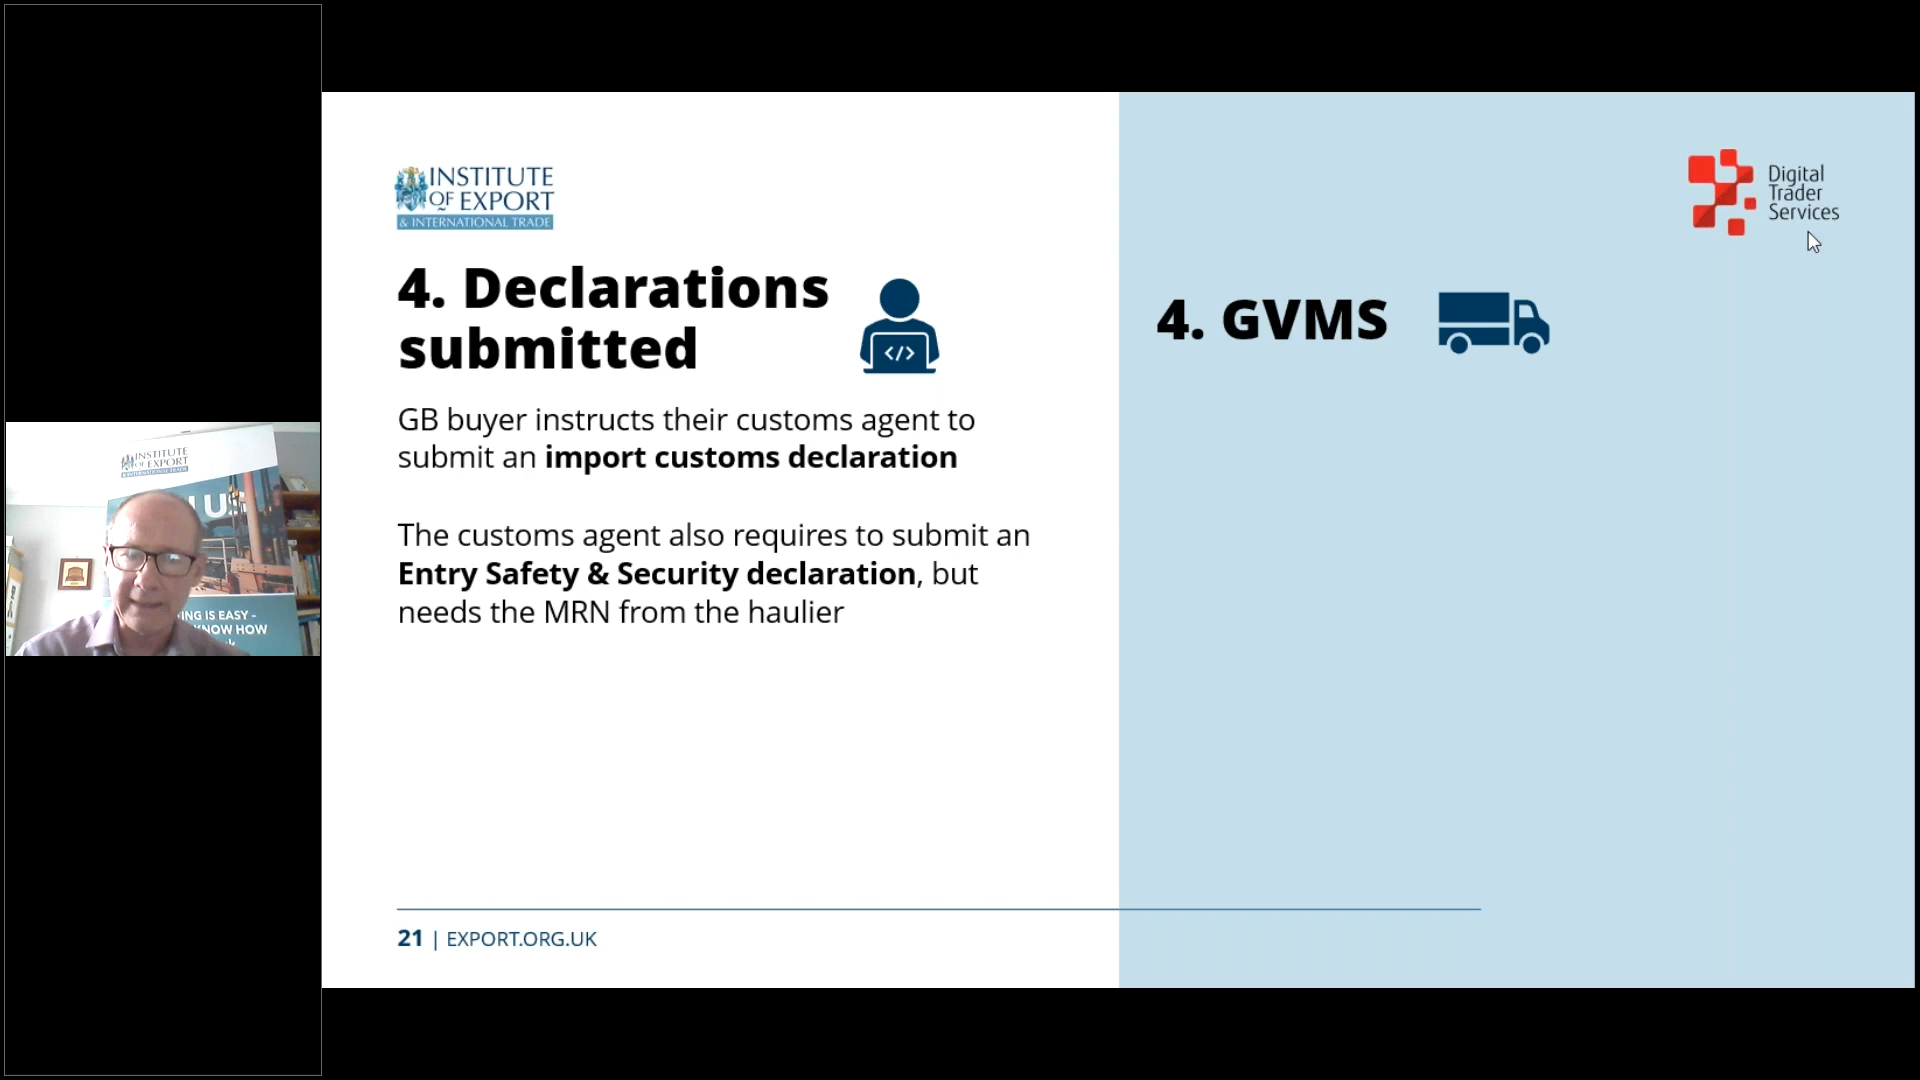 INSTITUTE
OF EXPORT
& INTERNATIONAL TRADE
Digital
Trader
Services
4. Declarations
submitted
</>
GB buyer instructs their customs agent to
submit an import customs declaration
The customs agent also requires to submit an
Entry Safety & Security declaration, but
needs the MRN from the haulier
4. GVMS
21 | EXPORT.ORG.UK
INSTITUTE
OF EXPORT
US
ING IS EASY -
KNOW HOW